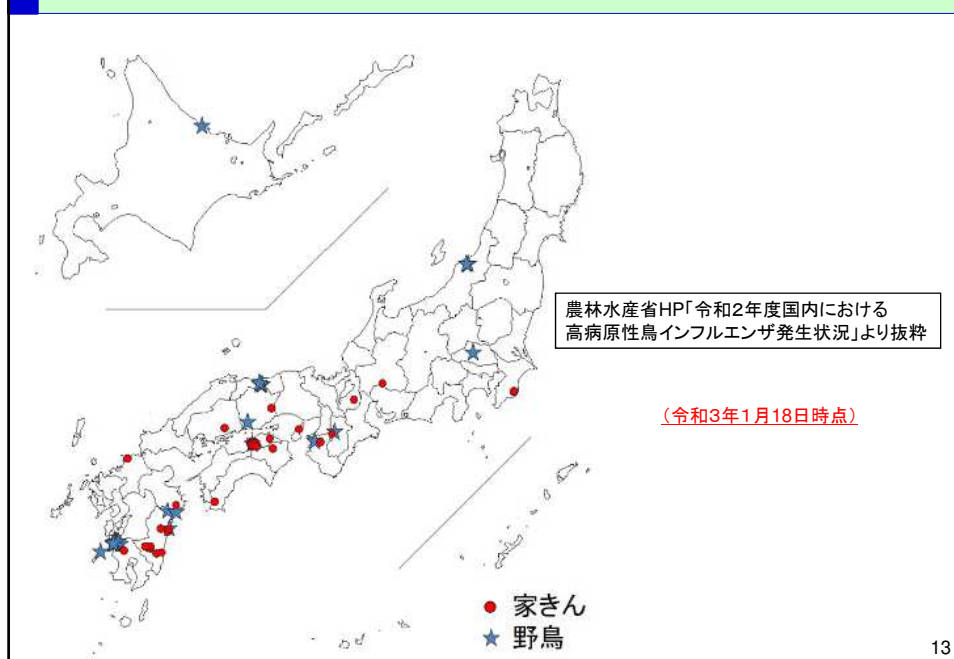 農林水産省HP「令和2年度国内における
高病原性鳥インフルエンザ発生状況」より抜粋
(令和3年1月18日時点)
家きん
野鳥
13